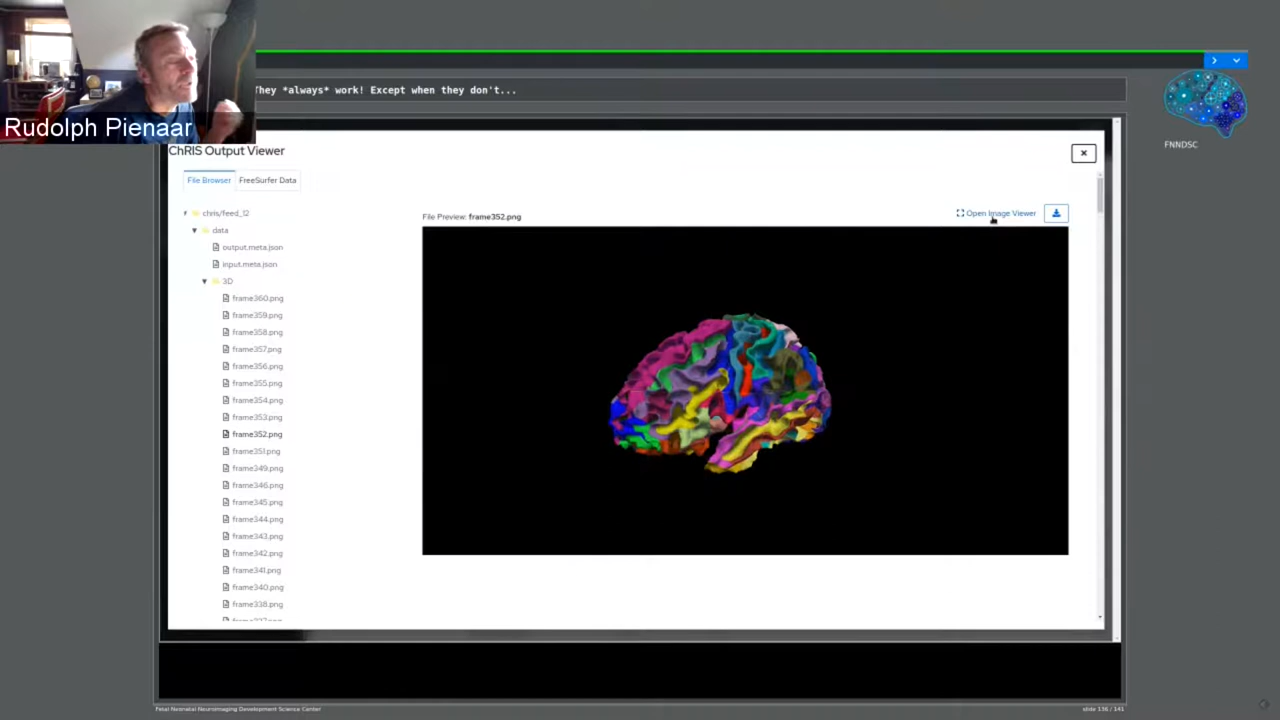 They *always* work! Except when they don't...
Rudolph Pienaar
FNNDSC
ChRIS Output Viewer
File Browser
FreeSurfer Data
chris/feed_12
File Preview: frame352.png
Open Image Viewer
data
output.meta.json
input.meta.json
3D
frame360.png
frame359.png
frame358.png
frame357.png
frame356.png
frame355.png
frame354.png
frame353.png
frame352.png
frame351.png
frame349.png
frame346.png
frame345.png
frame344.png
frame343.png
frame342.png
frame341.png
frame340.png
frame338.png
Fetal Neonatal Neuroimaging Development Science Center
slide 136 / 141